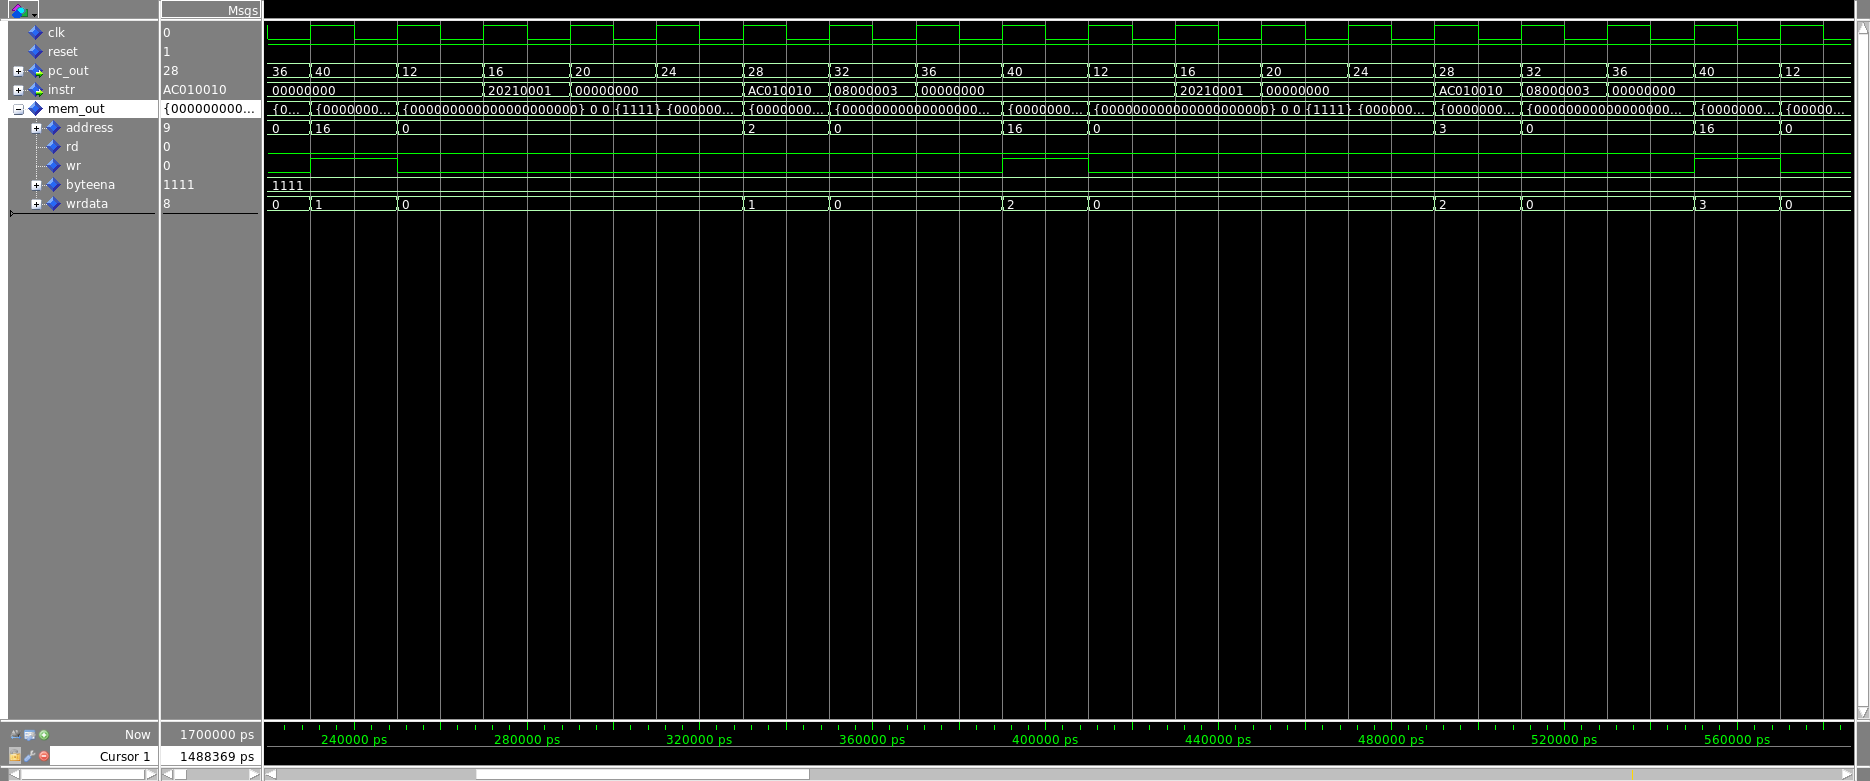 Msgs
clk 0
reset 1
pc_out 28 36 40 12 16 20 24 28 32 36 40 12 16 20 24 28 32 36 40 12
instr AC010010 00000000 20210001 00000000 AC010010 08000003 00000000 20210001 00000000 AC010010 08000003 00000000
mem_out {000000000... {0... {0000000... {00000000000000000000} 0 0 {1111} {000000... {0000000... {00000000000000000... {0000000... {00000000000000000000} 0 0 {1111} {000000... {0000000... {00000000000000000... {0000000... {00000...
address 9 0 16 0 2 0 16 0 3 0 16 0
rd 0
wr 0
byteena 1111 1111
wrdata 8 0 1 0 1 0 2 0 2 0 3 0
Now 1700000 ps 240000 ps 280000 ps 320000 ps 360000 ps 400000 ps 440000 ps 480000 ps 520000 ps 560000 ps
Cursor 1 1488369 ps